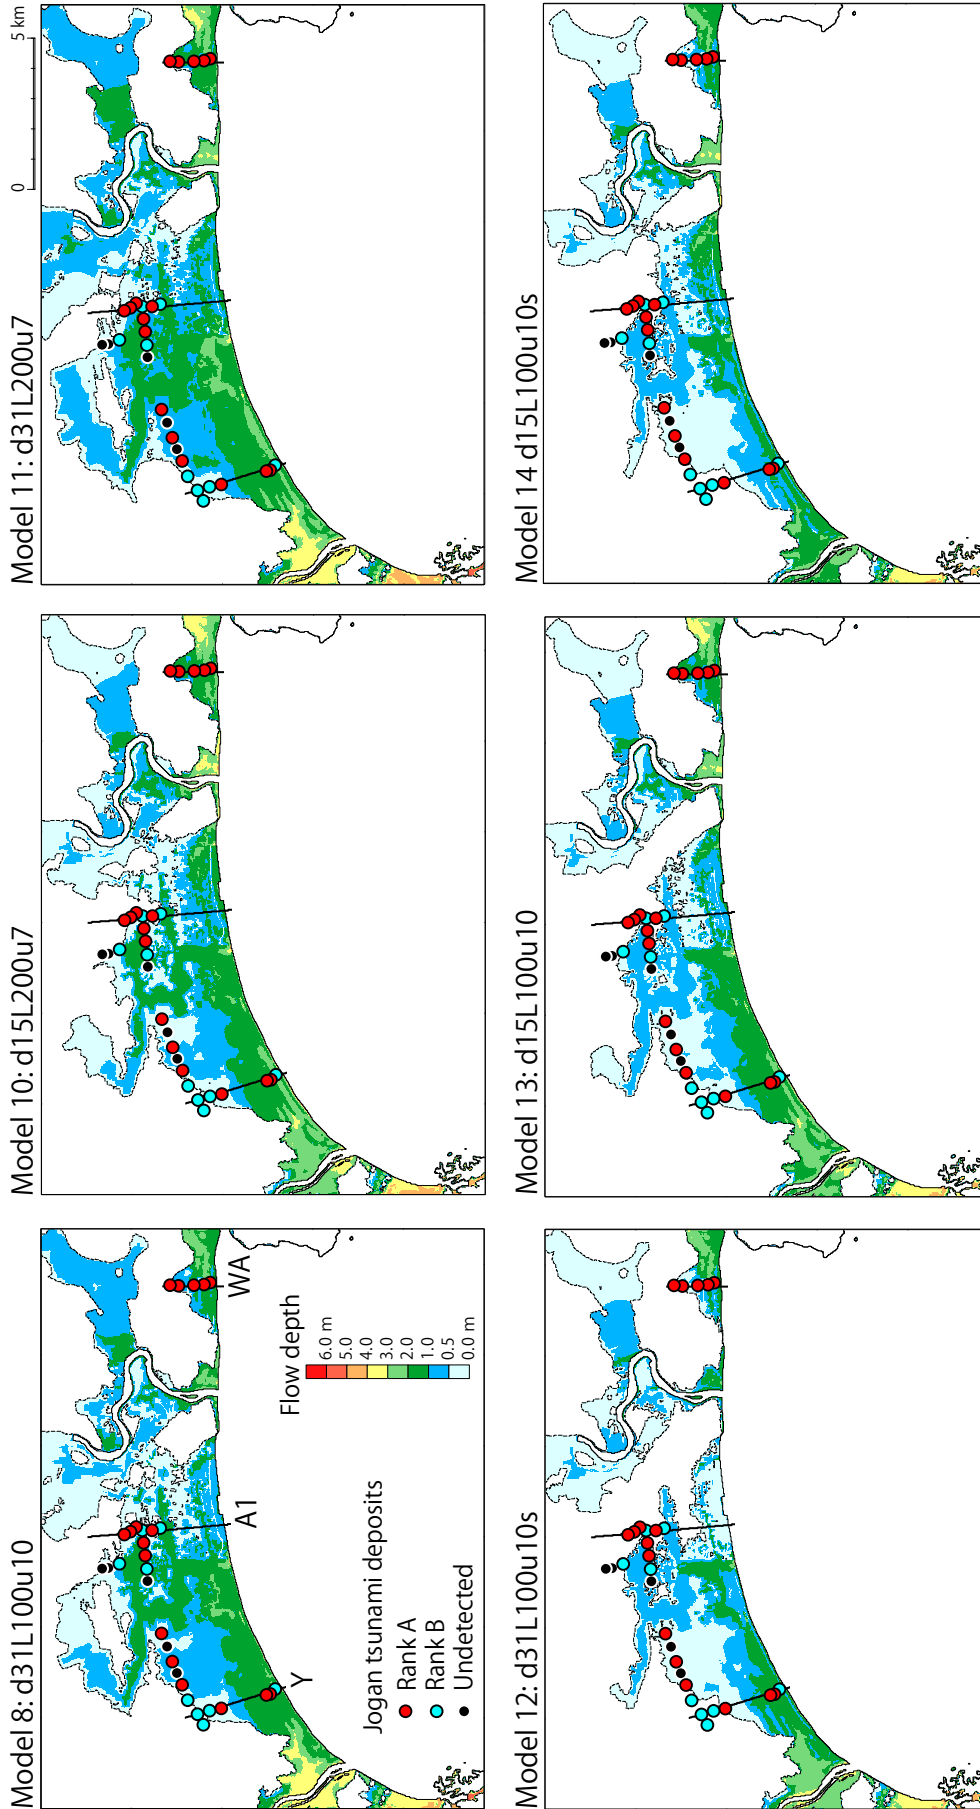 Model 8: d31L100u10
Model 10: d15L200u7
Model 11: d31L200u7
0 5 km
Y
A1
WA
Jogan tsunami deposits
Rank A
Rank B
Undetected
Flow depth
6.0 m
5.0
4.0
3.0
2.0
1.0
0.5
0.0 m
Model 12: d31L100u10s
Model 13: d15L100u10
Model 14 d15L100u10s